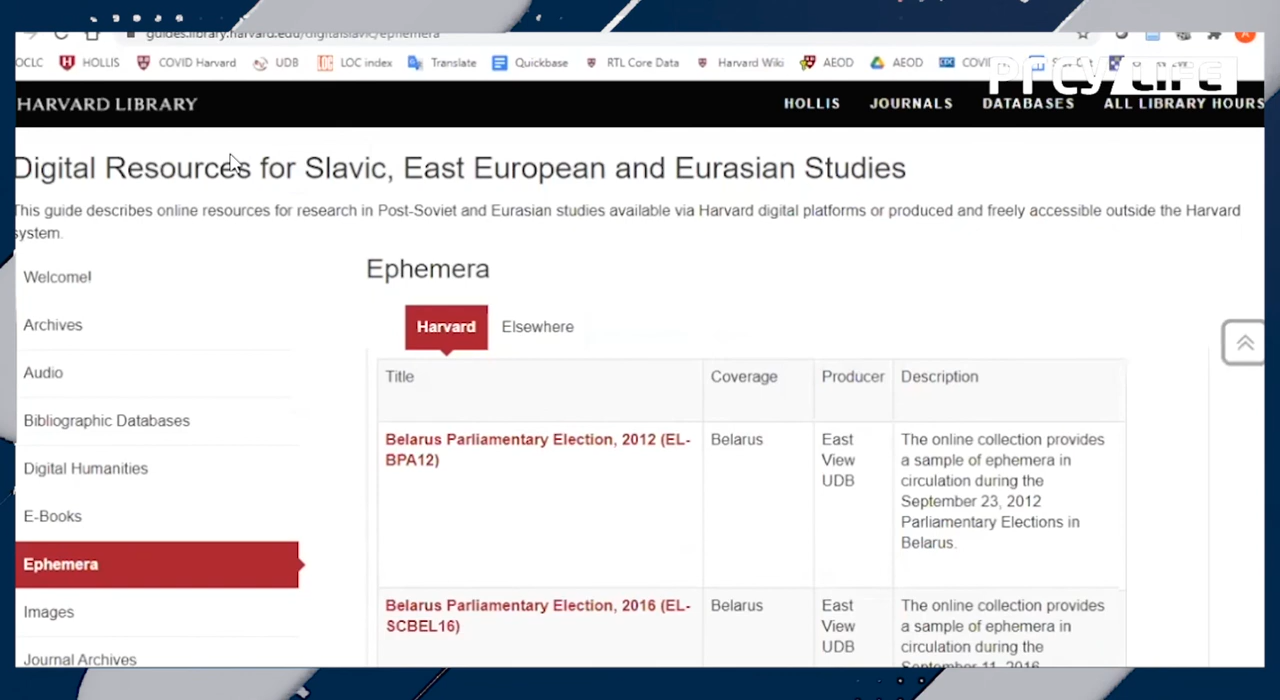 guides.library.harvard.edu/digitalslavic/ephemera
OCLC HOLLIS COVID Harvard UDB LOC index Translate Quickbase RTL Core Data Harvard Wiki AEOD AEOD
HARVARD LIBRARY HOLLIS JOURNALS DATABASES ALL LIBRARY HOURS
Digital Resources for Slavic, East European and Eurasian Studies
This guide describes online resources for research in Post-Soviet and Eurasian studies available via Harvard digital platforms or produced and freely accessible outside the Harvard
system.
Welcome!
Archives
Audio
Bibliographic Databases
Digital Humanities
E-Books
Ephemera
Images
Journal Archives
Ephemera
Harvard Elsewhere
Title Coverage Producer Description
Belarus Parliamentary Election, 2012 (EL-
BPA12)
Belarus
East
View
UDB
The online collection provides
a sample of ephemera in
circulation during the
September 23, 2012
Parliamentary Elections in
Belarus.
Belarus Parliamentary Election, 2016 (EL-
SCBEL16)
Belarus
East
View
UDB
The online collection provides
a sample of ephemera in
circulation during the
September 11, 2016